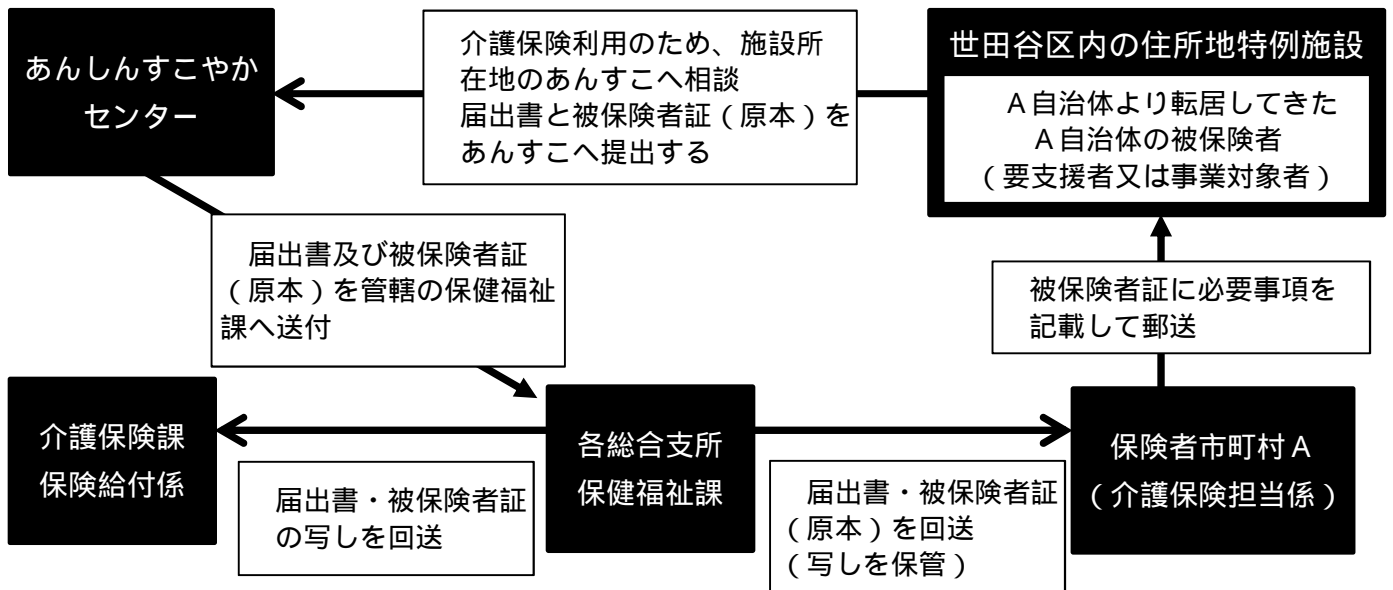 あんしんすこやか
センター
介護保険利用のため、施設所
在地のあんすこへ相談
届出書と被保険者証(原本)を
あんすこへ提出する
世田谷区内の住所地特例施設
A自治体より転居してきた
A自治体の被保険者
(要支援者又は事業対象者)
届出書及び被保険者証
(原本)を管轄の保健福祉
課へ送付
被保険者証に必要事項を
記載して郵送
介護保険課
保険給付係
届出書・被保険者証
の写しを回送
各総合支所
保健福祉課
届出書・被保険者証
(原本)を回送
(写しを保管)
保険者市町村A
(介護保険担当係)